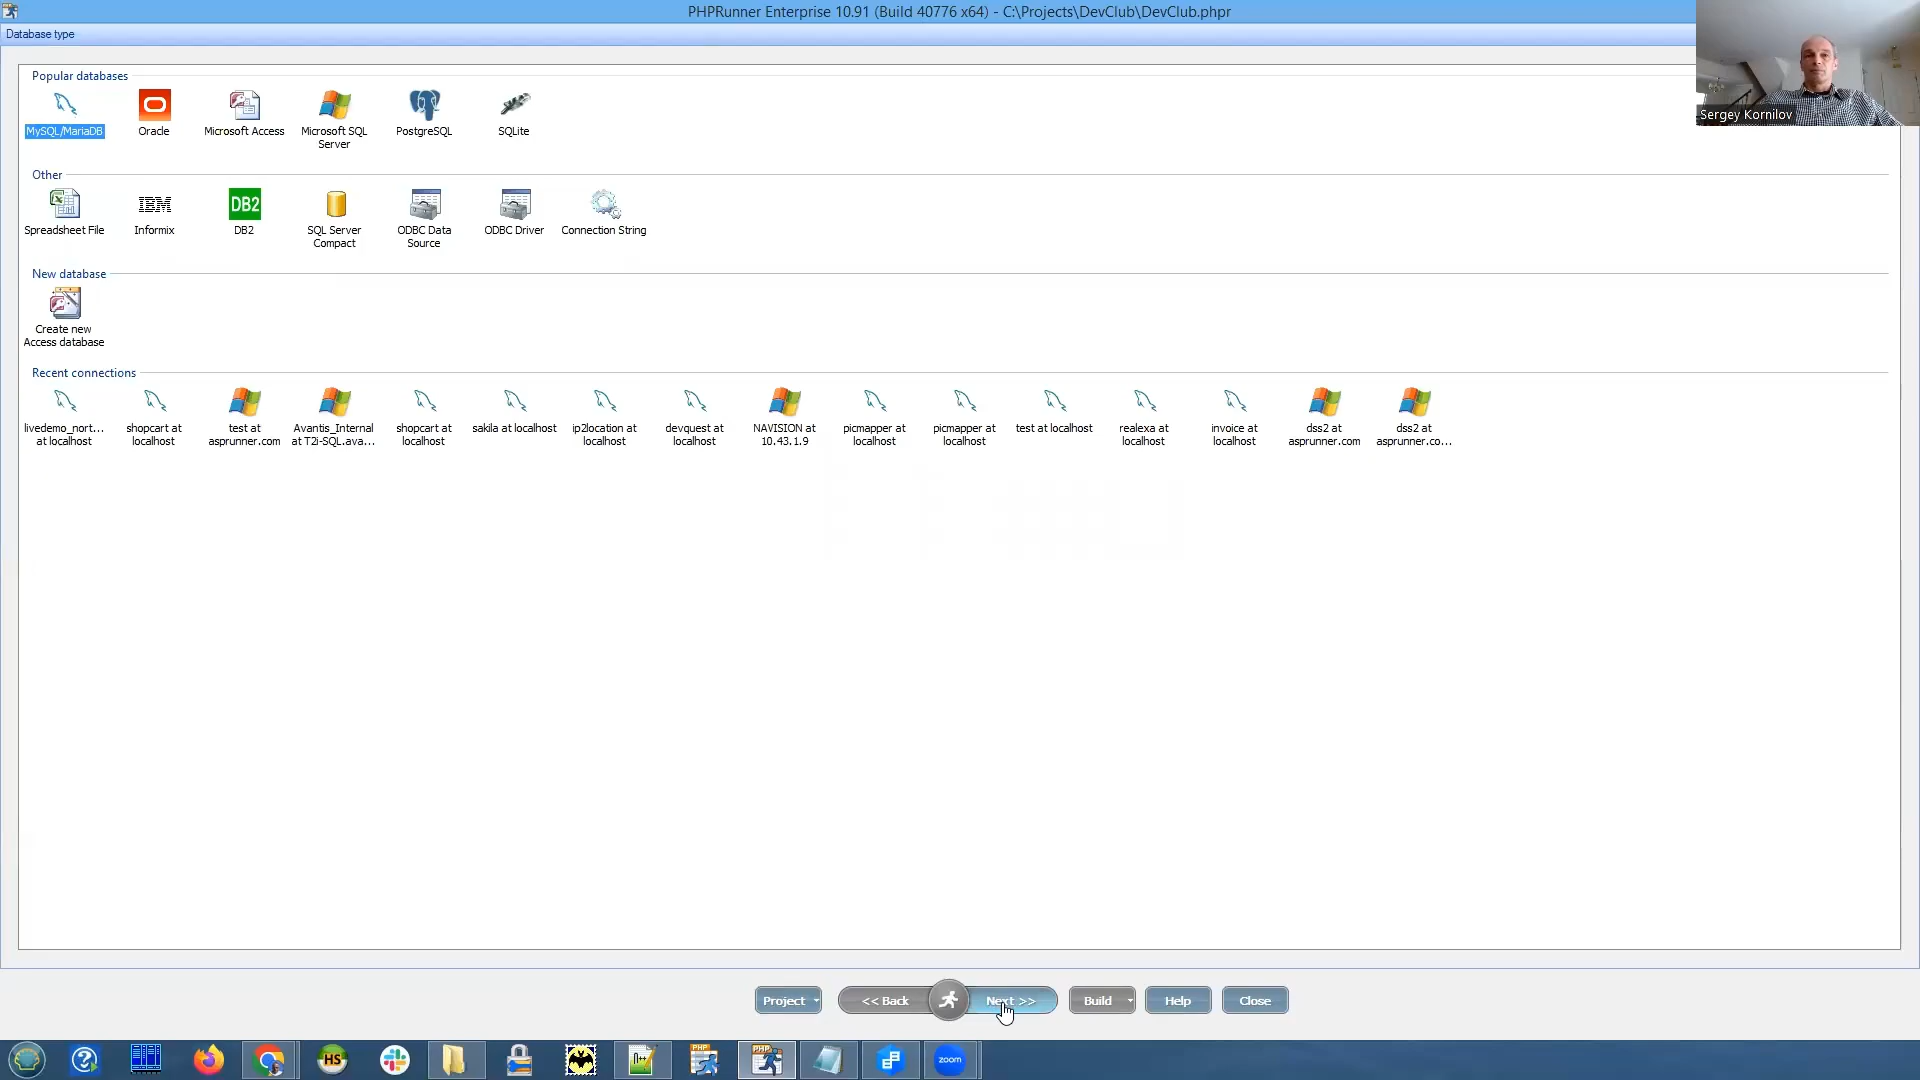 PHPRunner Enterprise 10.91 (Build 40776 x64) - C:\Projects\DevClub\DevClub.phpr
Database type
Sergey Kornilov
Popular databases
MySQL/MariaDB
Oracle
Microsoft Access
Microsoft SQL
Server
PostgreSQL
SQLite
Other
Spreadsheet File
IBM
Informix
DB2
DB2
SQL Server
Compact
ODBC Data
Source
ODBC Driver
Connection String
New database
Create new
Access database
Recent connections
livedemo_nort...
at localhost
shopcart at
localhost
test at
asprunner.com
Avantis_Internal
at T2i-SQL.ava...
shopcart at
localhost
sakila at localhost
ip2location at
localhost
devquest at
localhost
NAVISION at
10.43.1.9
picmapper at
localhost
picmapper at
localhost
test at localhost
realexa at
localhost
invoice at
localhost
dss2 at
asprunner.com
dss2 at
asprunner.co...
Project
<< Back
Next >>
Build
Help
Close
HS
PHP
PHP
zoom